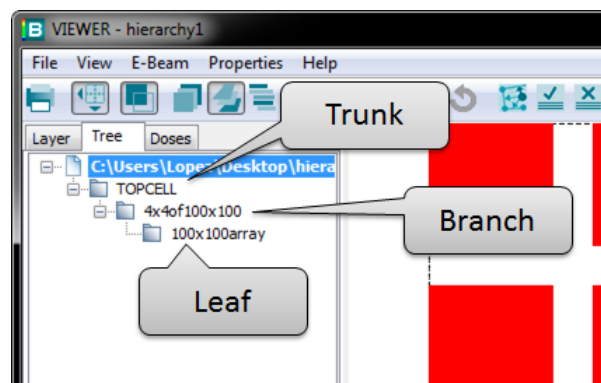 B VIEWER - hierarchy1
File View E-Beam Properties Help
Layer Tree Doses
C:\Users\Lopez\Desktop\hiera
TOPCELL
4x4of100x100
100x100array
Trunk
Branch
Leaf